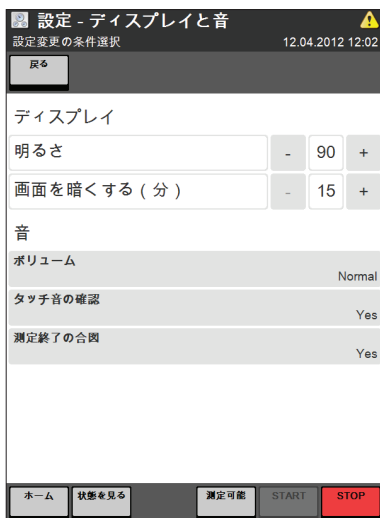 設定 - ディスプレイと音
設定変更の条件選択 12.04.2012 12:02
戻る
ディスプレイ
明るさ - 90 +
画面を暗くする ( 分 ) - 15 +
音
ボリューム
Normal
タッチ音の確認
Yes
測定終了の合図
Yes
ホーム 状態を見る 測定可能 START STOP